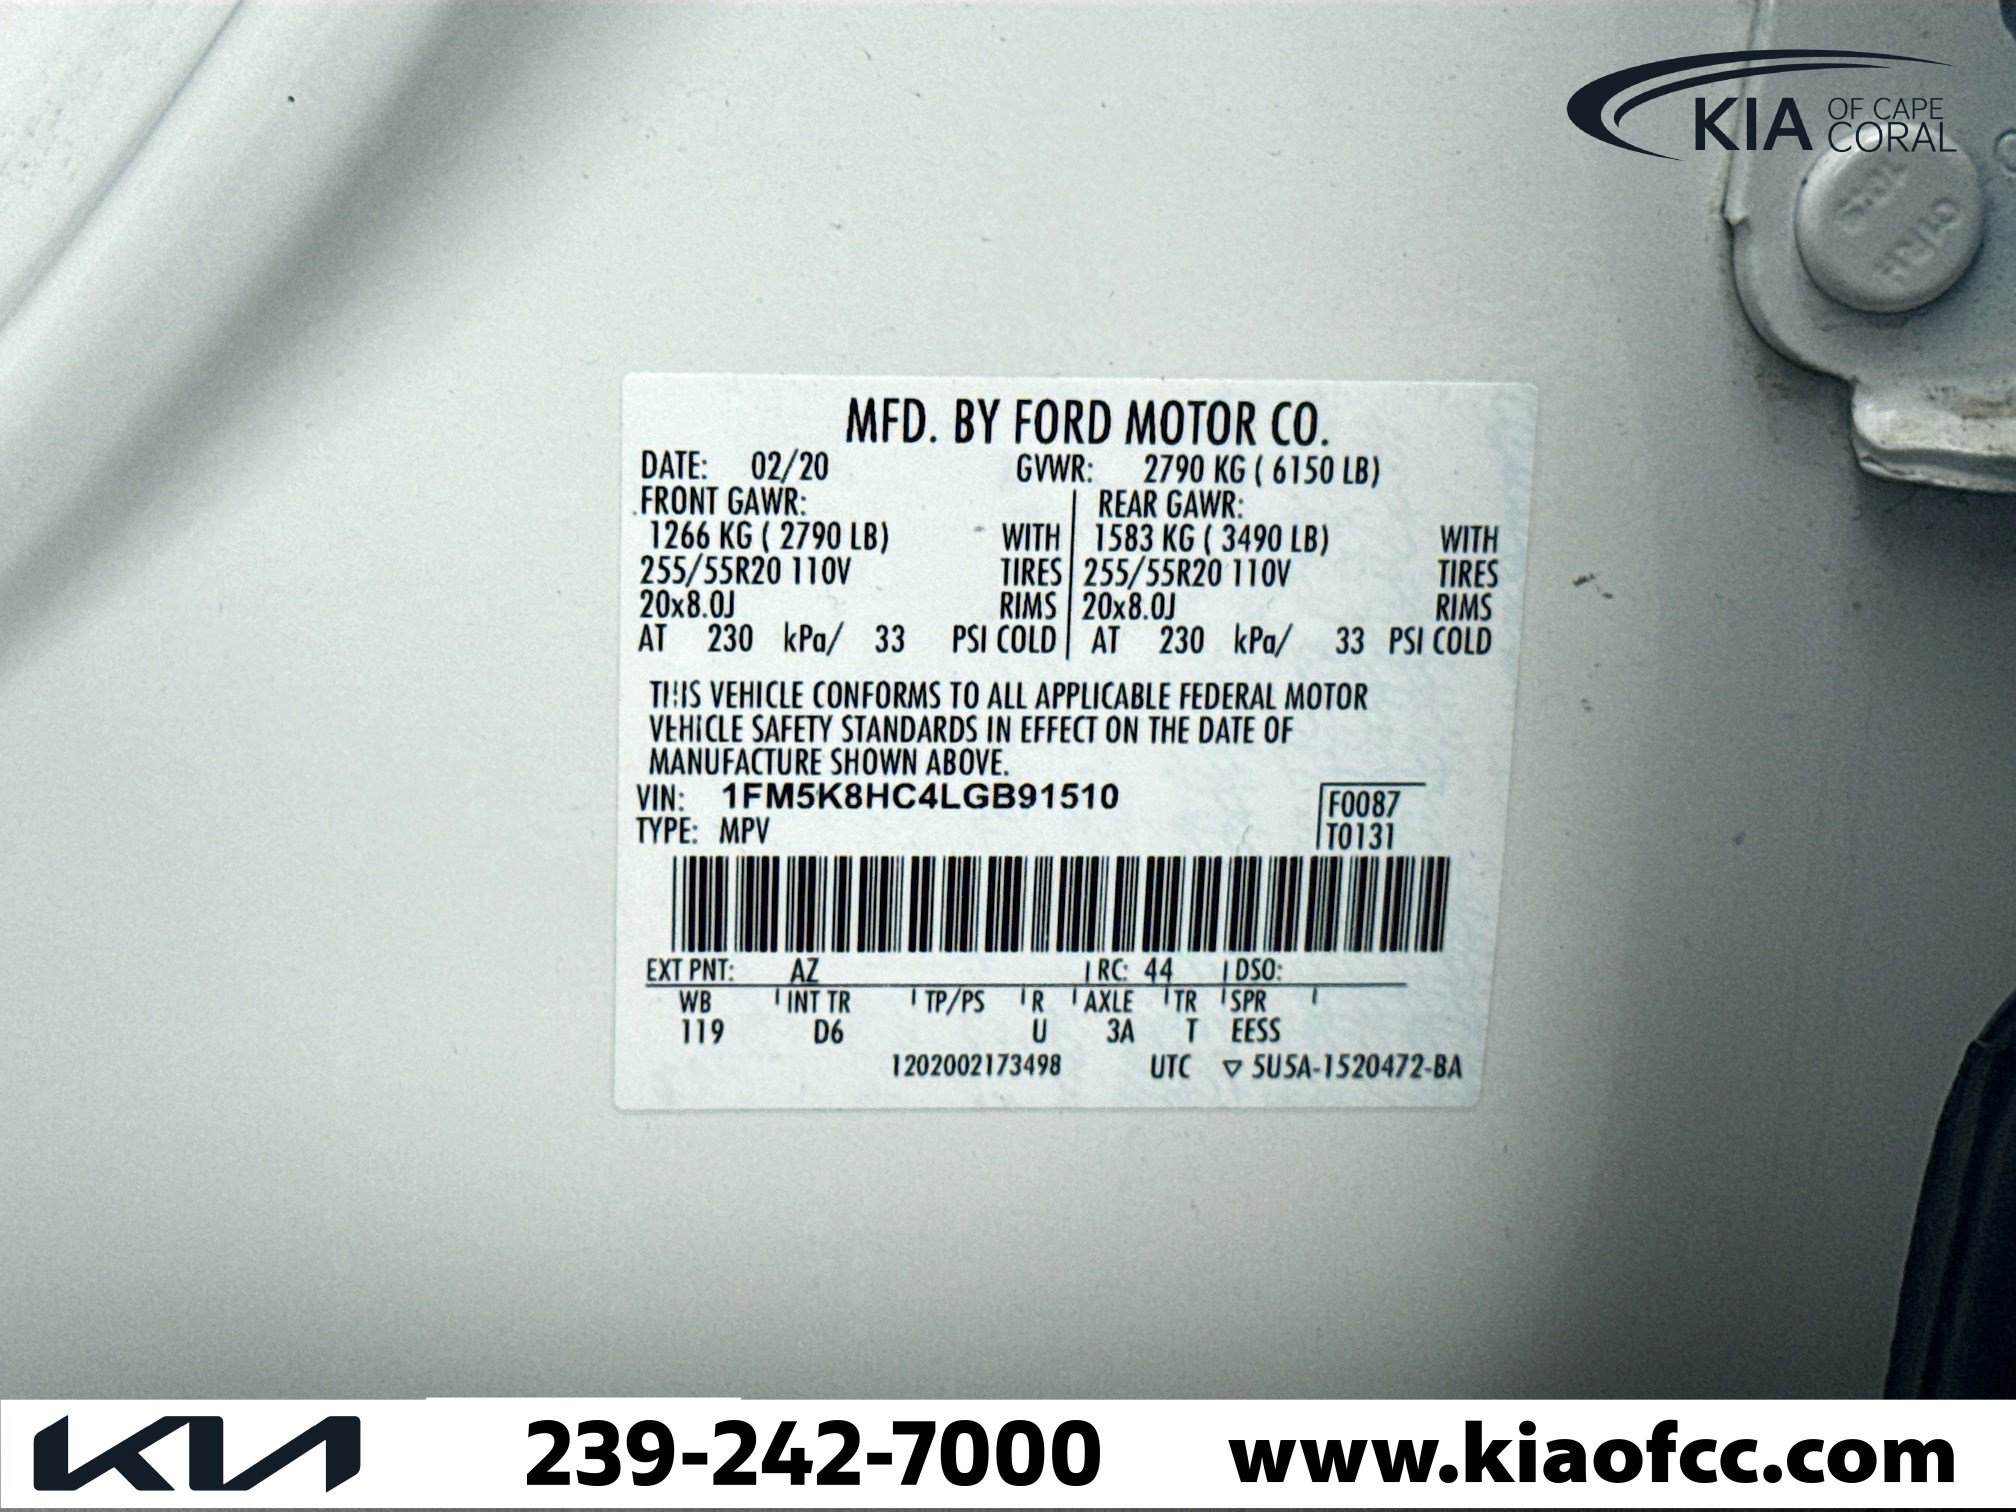 KIA OF CAPE CORAL
MFD. BY FORD MOTOR CO.
DATE: 02/20 GVWR: 2790 KG ( 6150 LB)
FRONT GAWR: REAR GAWR:
1266 KG ( 2790 LB) WITH 1583 KG ( 3490 LB) WITH
255/55R20 110V TIRES 255/55R20 110V TIRES
20x8.0J RIMS 20x8.0J RIMS
AT 230 kPa/ 33 PSI COLD AT 230 kPa/ 33 PSI COLD
THIS VEHICLE CONFORMS TO ALL APPLICABLE FEDERAL MOTOR
VEHICLE SAFETY STANDARDS IN EFFECT ON THE DATE OF
MANUFACTURE SHOWN ABOVE.
VIN: 1FM5K8HC4LGB91510 F0087
TYPE: MPV T0131
EXT PNT: AZ RC: 44 DSO:
WB INT TR TP/PS R AXLE TR SPR
119 D6 U 3A T EESS
1202002173498 UTC ▽ 5U5A-1520472-BA
KIA 239-242-7000 www.kiaofcc.com